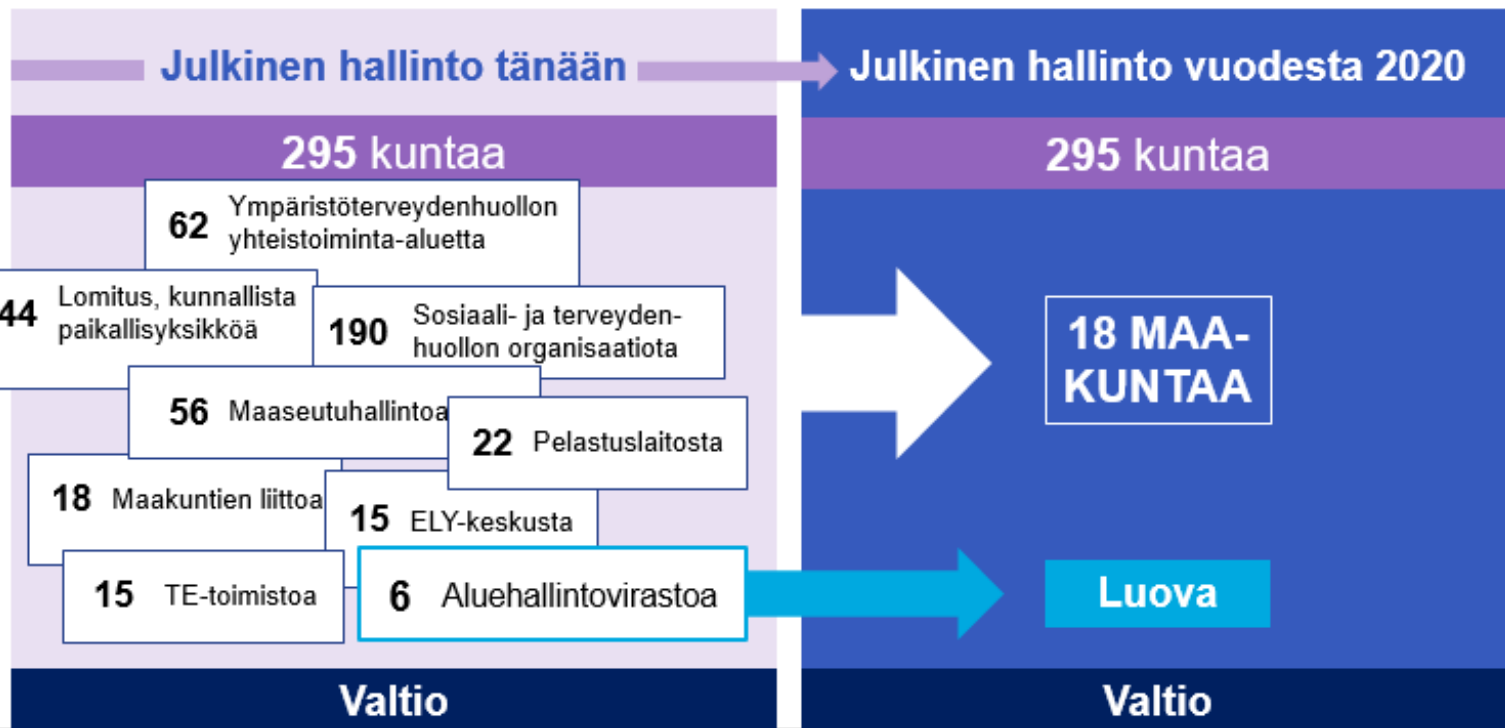 Julkinen hallinto tänään
295 kuntaa
62 Ympäristöterveydenhuollon
yhteistoiminta-aluetta
44 Lomitus, kunnallista
paikallisyksikköä
190 Sosiaali- ja terveyden-
huollon organisaatiota
56 Maaseutuhallintoa
22 Pelastuslaitosta
18 Maakuntien liittoa
15 ELY-keskusta
15 TE-toimistoa
6 Aluehallintovirastoa
Valtio
Julkinen hallinto vuodesta 2020
295 kuntaa
18 MAA-
KUNTAA
Luova
Valtio